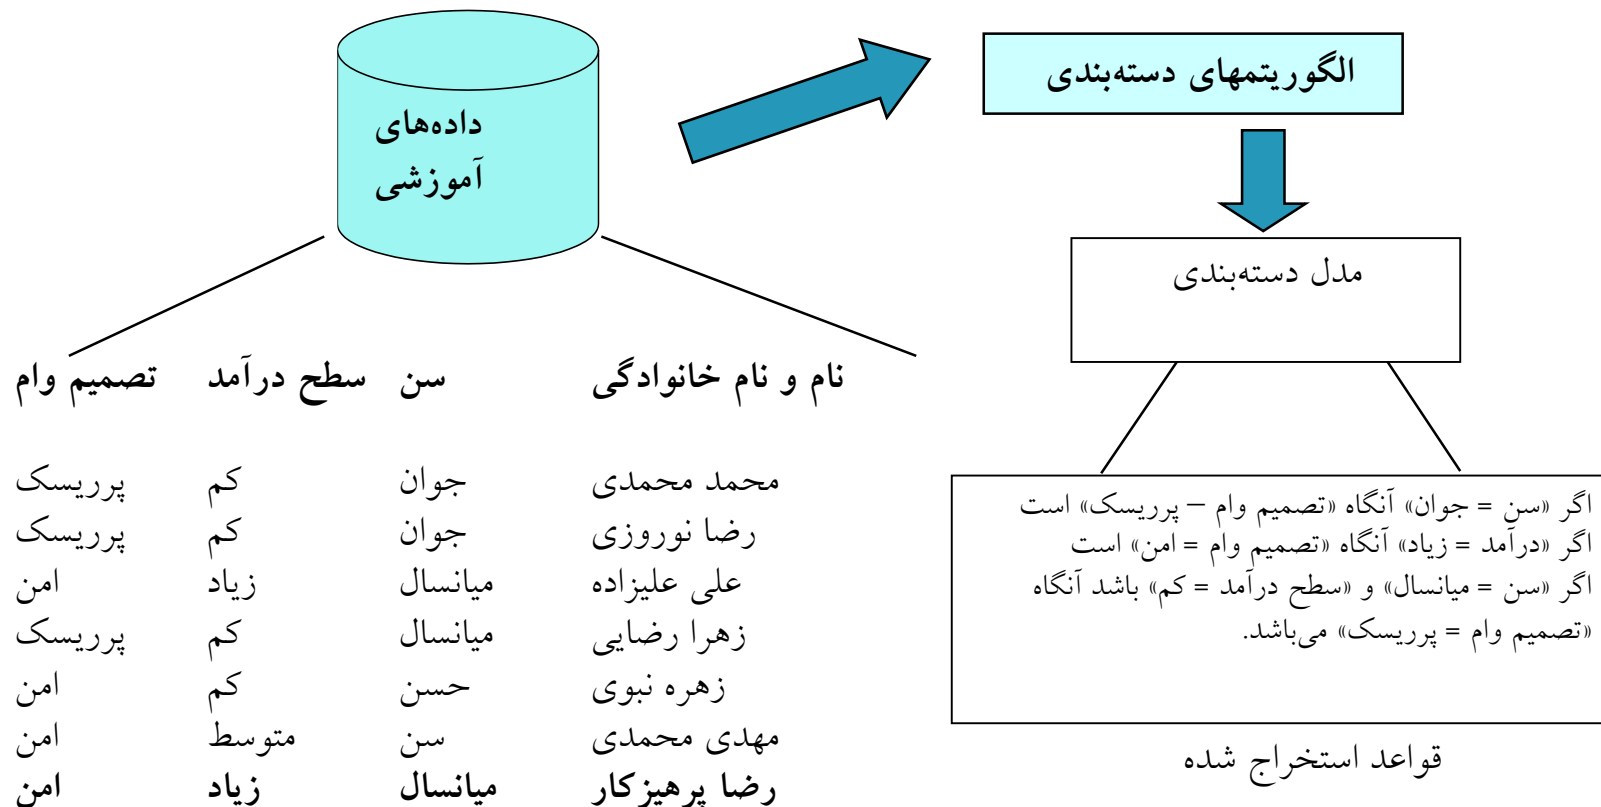 داده‌های
آموزشی
الگوریتمهای دسته‌بندی
مدل دسته‌بندی
نام و نام خانوادگی سن سطح درآمد تصمیم وام
محمد محمدی جوان کم پرریسک
رضا نوروزی جوان کم پرریسک
علی علیزاده میانسال زیاد امن
زهرا رضایی میانسال کم پرریسک
زهره نبوی حسن کم امن
مهدی محمدی سن متوسط امن
رضا پرهیزکار میانسال زیاد امن
اگر «سن = جوان» آنگاه «تصمیم وام – پرریسک» است
اگر «درآمد = زیاد» آنگاه «تصمیم وام = امن» است
اگر «سن = میانسال» و «سطح درآمد = کم» باشد آنگاه
«تصمیم وام = پرریسک» می‌باشد.
قواعد استخراج شده